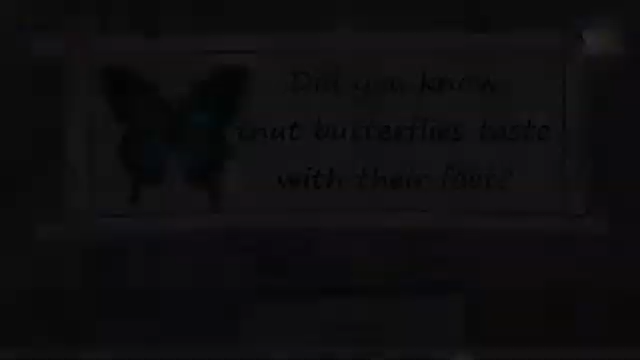 Did you know
that butterflies taste
with their feet?